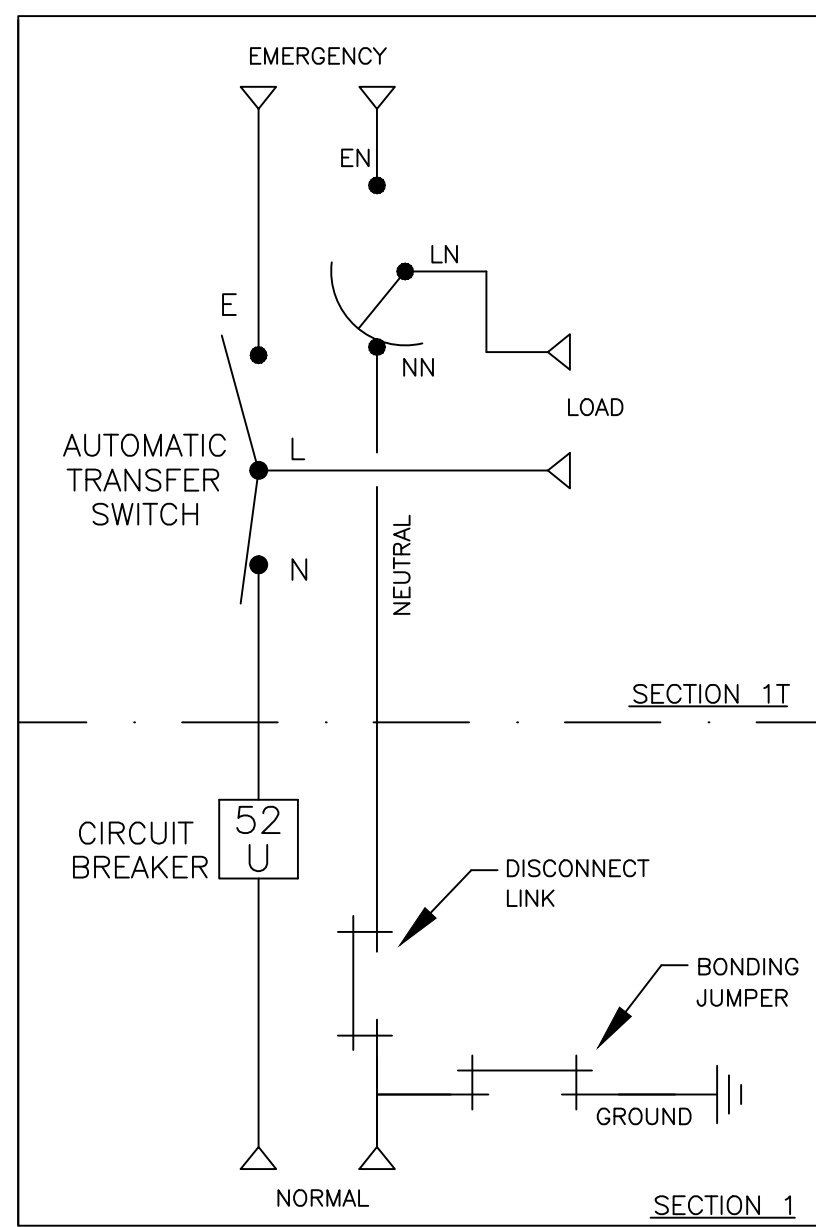 EMERGENCY
EN
LN
E
NN
LOAD
AUTOMATIC
TRANSFER
SWITCH
L
N
NEUTRAL
SECTION 1T
CIRCUIT
BREAKER
52
U
DISCONNECT
LINK
BONDING
JUMPER
GROUND
NORMAL
SECTION 1